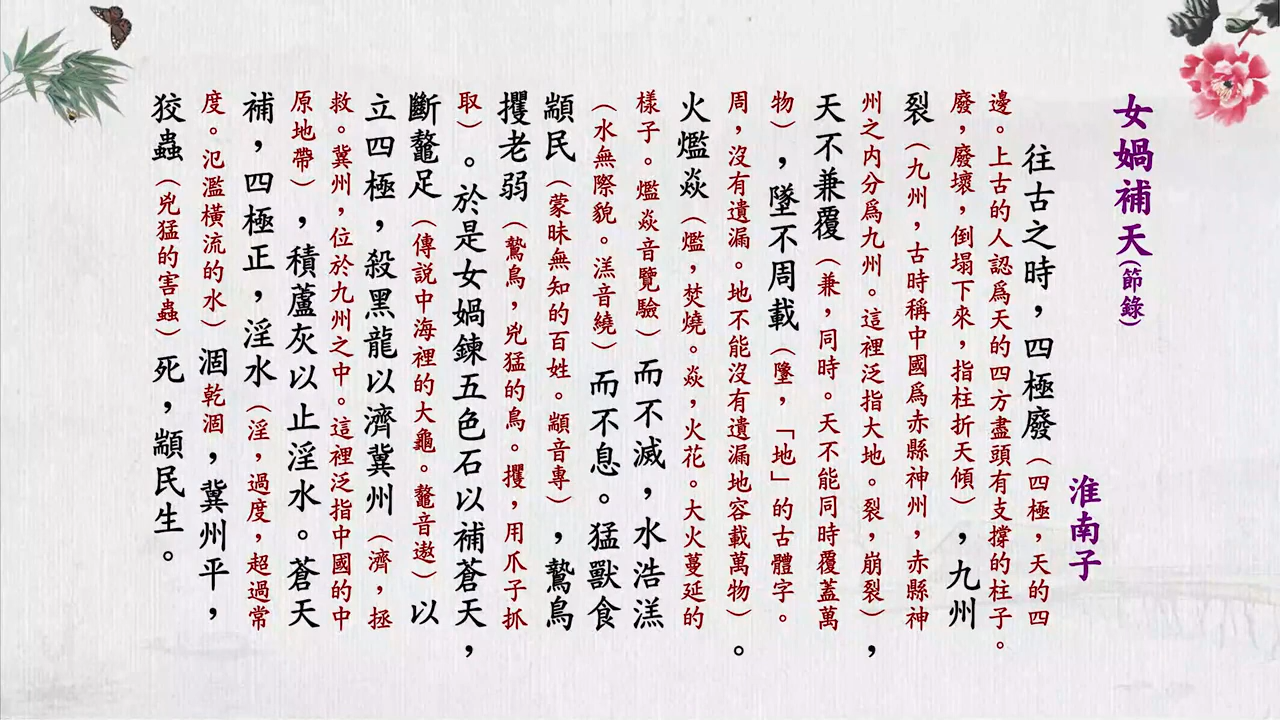 女媧補天(節錄)
淮南子
往古之時，四極廢（四極，天的四
邊。上古的人認爲天的四方盡頭有支撐的柱子。
廢，廢壞，倒塌下來，指柱折天傾），九州
裂（九州，古時稱中國爲赤縣神州，赤縣神
州之内分爲九州。這裡泛指大地。裂，崩裂），
天不兼覆（兼，同時。天不能同時覆蓋萬
物），墬不周載（墬，「地」的古體字。
周，沒有遺漏。地不能沒有遺漏地容載萬物）。
火爁焱（爁，焚燒。焱，火花。大火蔓延的
樣子。爁焱音覽驗）而不滅，水浩溔
（水無際貌。溔音繞）而不息。猛獸食
顓民（蒙昧無知的百姓。顓音專），鷙鳥
攫老弱（鷙鳥，兇猛的鳥。攫，用爪子抓
取）。於是女媧鍊五色石以補蒼天，
斷鼇足（傳說中海裡的大龜。鼇音遨）以
立四極，殺黑龍以濟冀州（濟，拯
救。冀州，位於九州之中。這裡泛指中國的中
原地帶），積蘆灰以止淫水。蒼天
補，四極正，淫水（淫，過度，超過常
度。氾濫橫流的水）涸乾涸，冀州平，
狡蟲（兇猛的害蟲）死，顓民生。